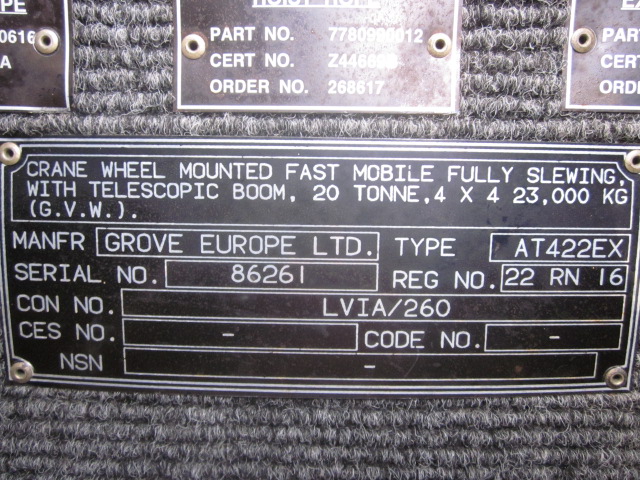 HOIST ROPE
PART NO.
CERT NO.
ORDER NO. 268617
CRANE WHEEL MOUNTED FAST MOBILE FULLY SLEWING,
WITH TELESCOPIC BOOM, 20 TONNE,4 X 4 23,000 KG
(G.V.W.).
MANFR GROVE EUROPE LTD. TYPE AT422EX
SERIAL NO. 86261 REG NO. 22 RN 16
CON NO. LVIA/260
CES NO. - CODE NO. -
NSN -